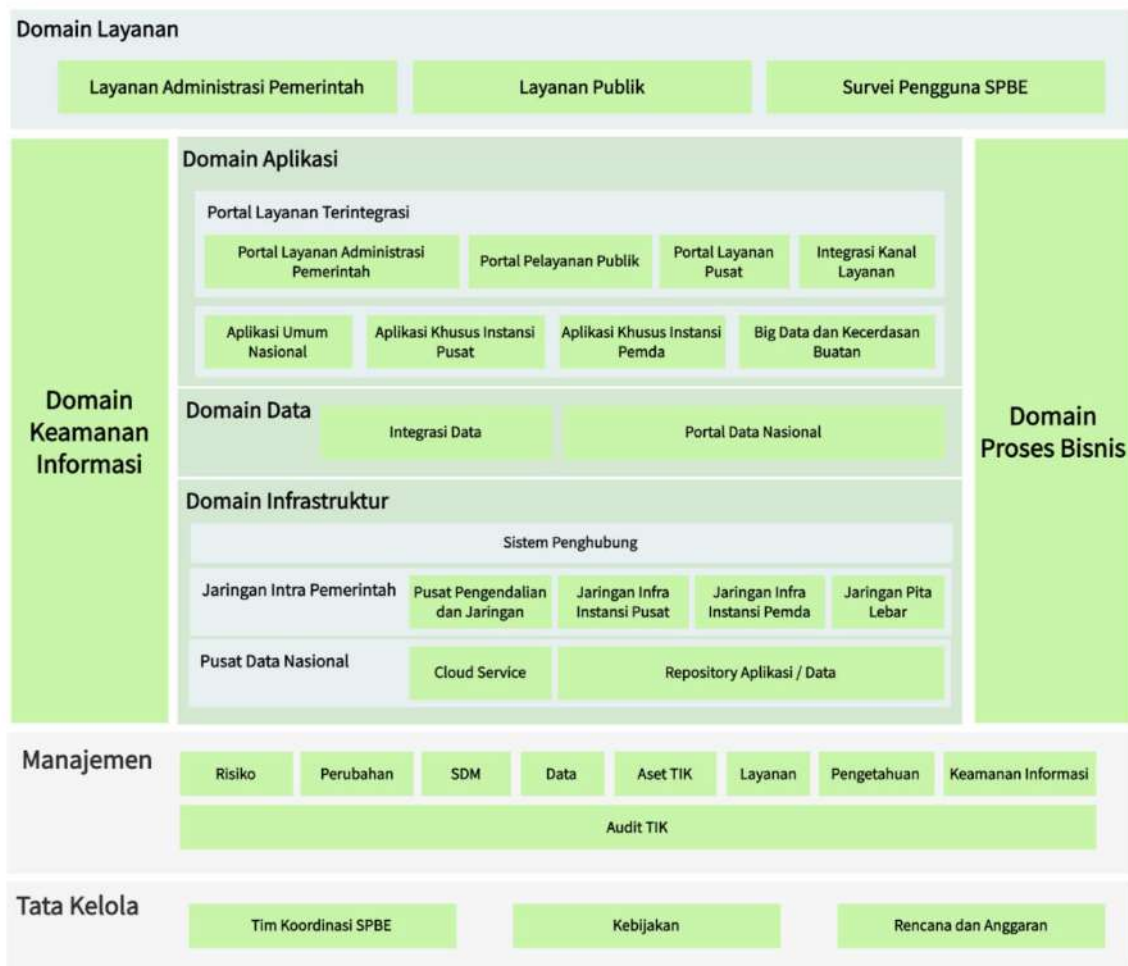 Domain Layanan
Layanan Administrasi Pemerintah
Layanan Publik
Survei Pengguna SPBE
Domain
Keamanan
Informasi
Domain Aplikasi
Portal Layanan Terintegrasi
Portal Layanan Administrasi
Pemerintah
Portal Pelayanan Publik
Portal Layanan
Pusat
Integrasi Kanal
Layanan
Aplikasi Umum
Nasional
Aplikasi Khusus Instansi
Pusat
Aplikasi Khusus Instansi
Pemda
Big Data dan Kecerdasan
Buatan
Domain Data
Integrasi Data
Portal Data Nasional
Domain Infrastruktur
Sistem Penghubung
Jaringan Intra Pemerintah
Pusat Pengendalian
dan Jaringan
Jaringan Infra
Instansi Pusat
Jaringan Infra
Instansi Pemda
Jaringan Pita
Lebar
Pusat Data Nasional
Cloud Service
Repository Aplikasi / Data
Domain
Proses Bisnis
Manajemen
Risiko
Perubahan
SDM
Data
Aset TIK
Layanan
Pengetahuan
Keamanan Informasi
Audit TIK
Tata Kelola
Tim Koordinasi SPBE
Kebijakan
Rencana dan Anggaran